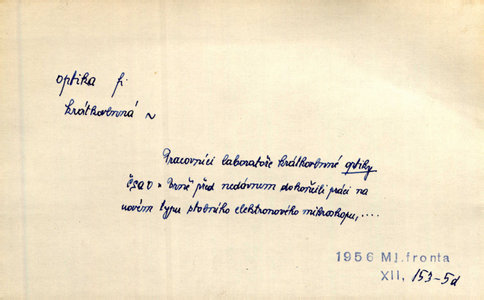 optika fi
krátkovlnná ~
Pracovníci laboratoře krátkovlnné optiky
ČSAV v Brně před nedávnem dokončili práci na
novém typu stolního elektronového mikroskopu,....
1956 Ml.fronta
XII, 153-5d